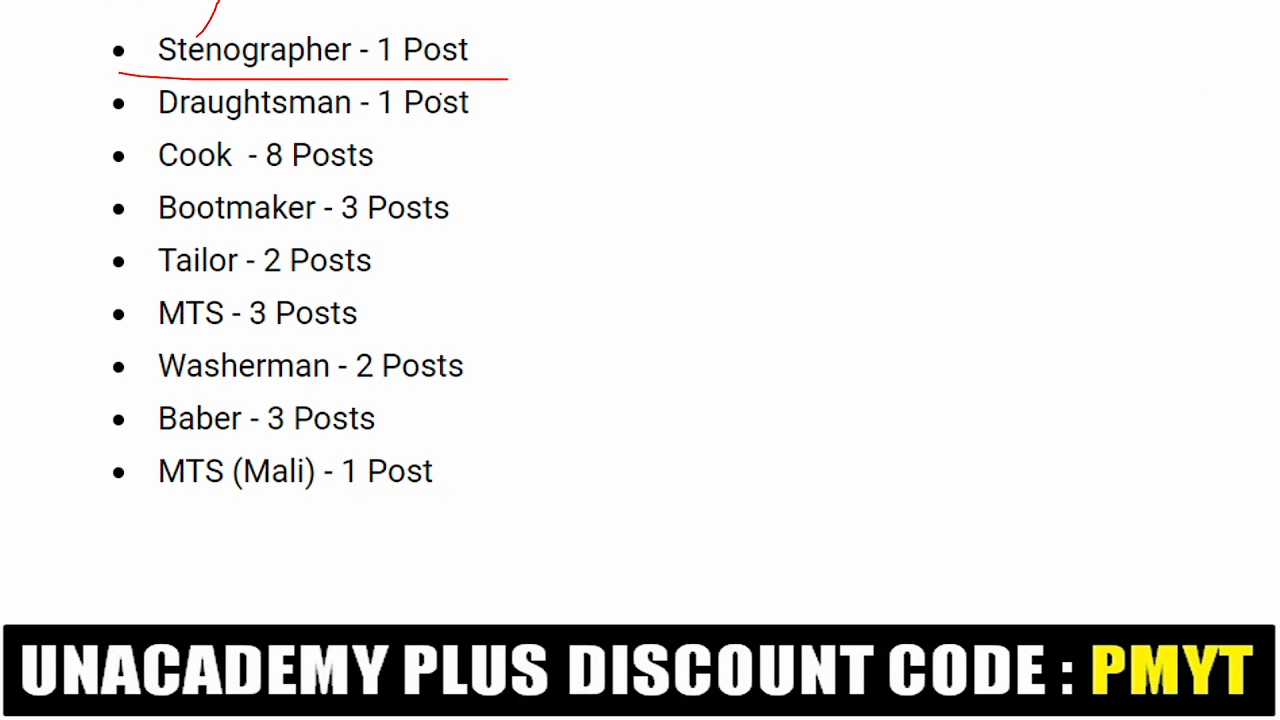 Stenographer - 1 Post
Draughtsman - 1 Post
Cook - 8 Posts
Bootmaker - 3 Posts
Tailor - 2 Posts
MTS - 3 Posts
Washerman - 2 Posts
Baber - 3 Posts
MTS (Mali) - 1 Post
UNACADEMY PLUS DISCOUNT CODE : PMYT